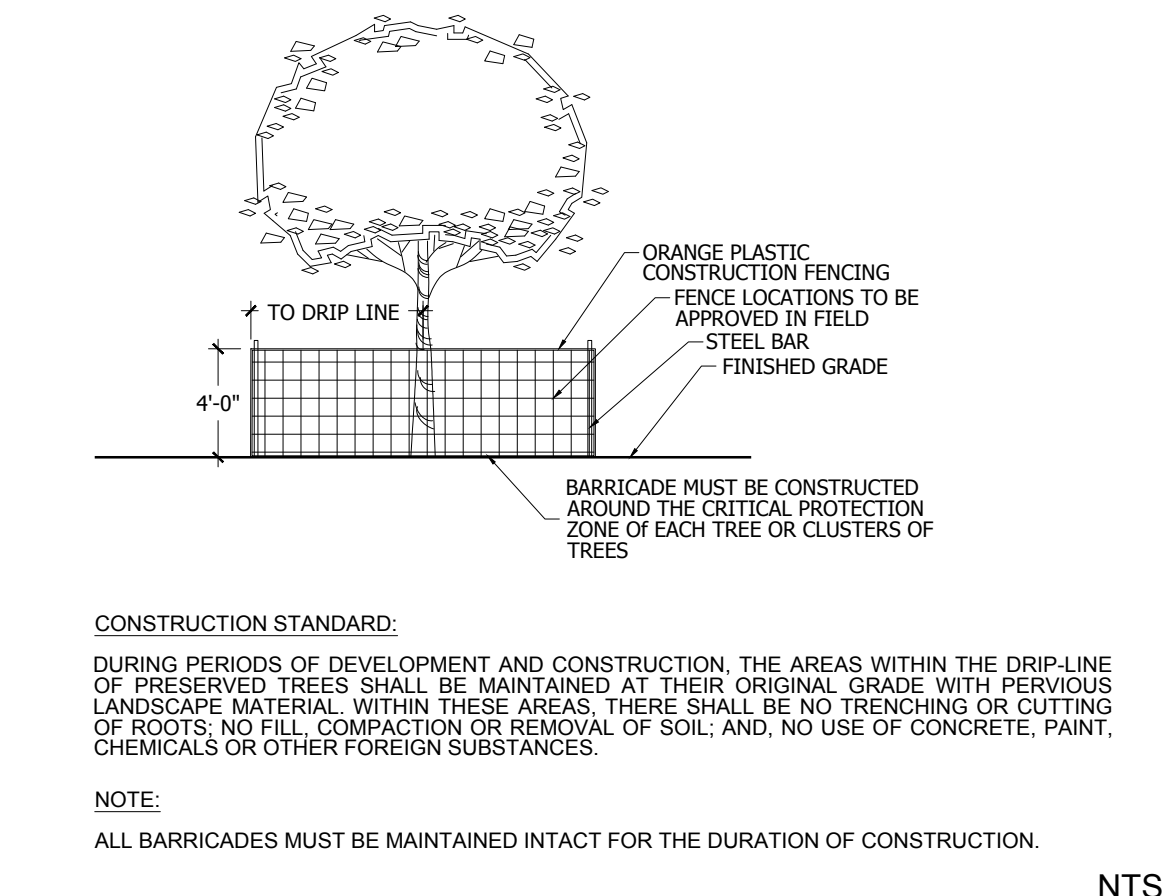 ORANGE PLASTIC
CONSTRUCTION FENCING
FENCE LOCATIONS TO BE
APPROVED IN FIELD
TO DRIP LINE
STEEL BAR
FINISHED GRADE
4'-0"
BARRICADE MUST BE CONSTRUCTED
AROUND THE CRITICAL PROTECTION
ZONE Of EACH TREE OR CLUSTERS OF
TREES
CONSTRUCTION STANDARD:
DURING PERIODS OF DEVELOPMENT AND CONSTRUCTION, THE AREAS WITHIN THE DRIP-LINE
OF PRESERVED TREES SHALL BE MAINTAINED AT THEIR ORIGINAL GRADE WITH PERVIOUS
LANDSCAPE MATERIAL. WITHIN THESE AREAS, THERE SHALL BE NO TRENCHING OR CUTTING
OF ROOTS; NO FILL, COMPACTION OR REMOVAL OF SOIL; AND, NO USE OF CONCRETE, PAINT,
CHEMICALS OR OTHER FOREIGN SUBSTANCES.
NOTE:
ALL BARRICADES MUST BE MAINTAINED INTACT FOR THE DURATION OF CONSTRUCTION.
NTS